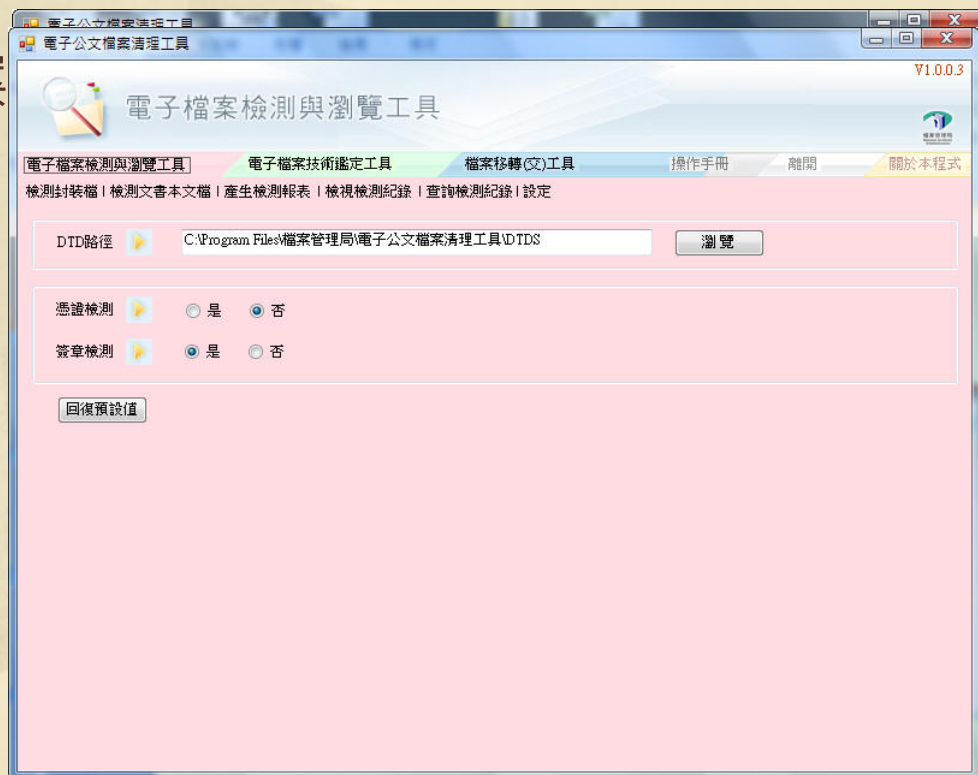 電子公文檔案清理工具
電子公文檔案清理工具
V1.0.0.3
電子檔案檢測與瀏覽工具
檔案管理局
電子檔案檢測與瀏覽工具 電子檔案技術鑑定工具 檔案移轉(交)工具 操作手冊 離開 關於本程式
檢測封裝檔 | 檢測文書本文檔 | 產生檢測報表 | 檢視檢測紀錄 | 查詢檢測紀錄 | 設定
DTD路徑 C:\Program Files\檔案管理局\電子公文檔案清理工具\DTDS 瀏覽
憑證檢測 是 否
簽章檢測 是 否
回復預設值